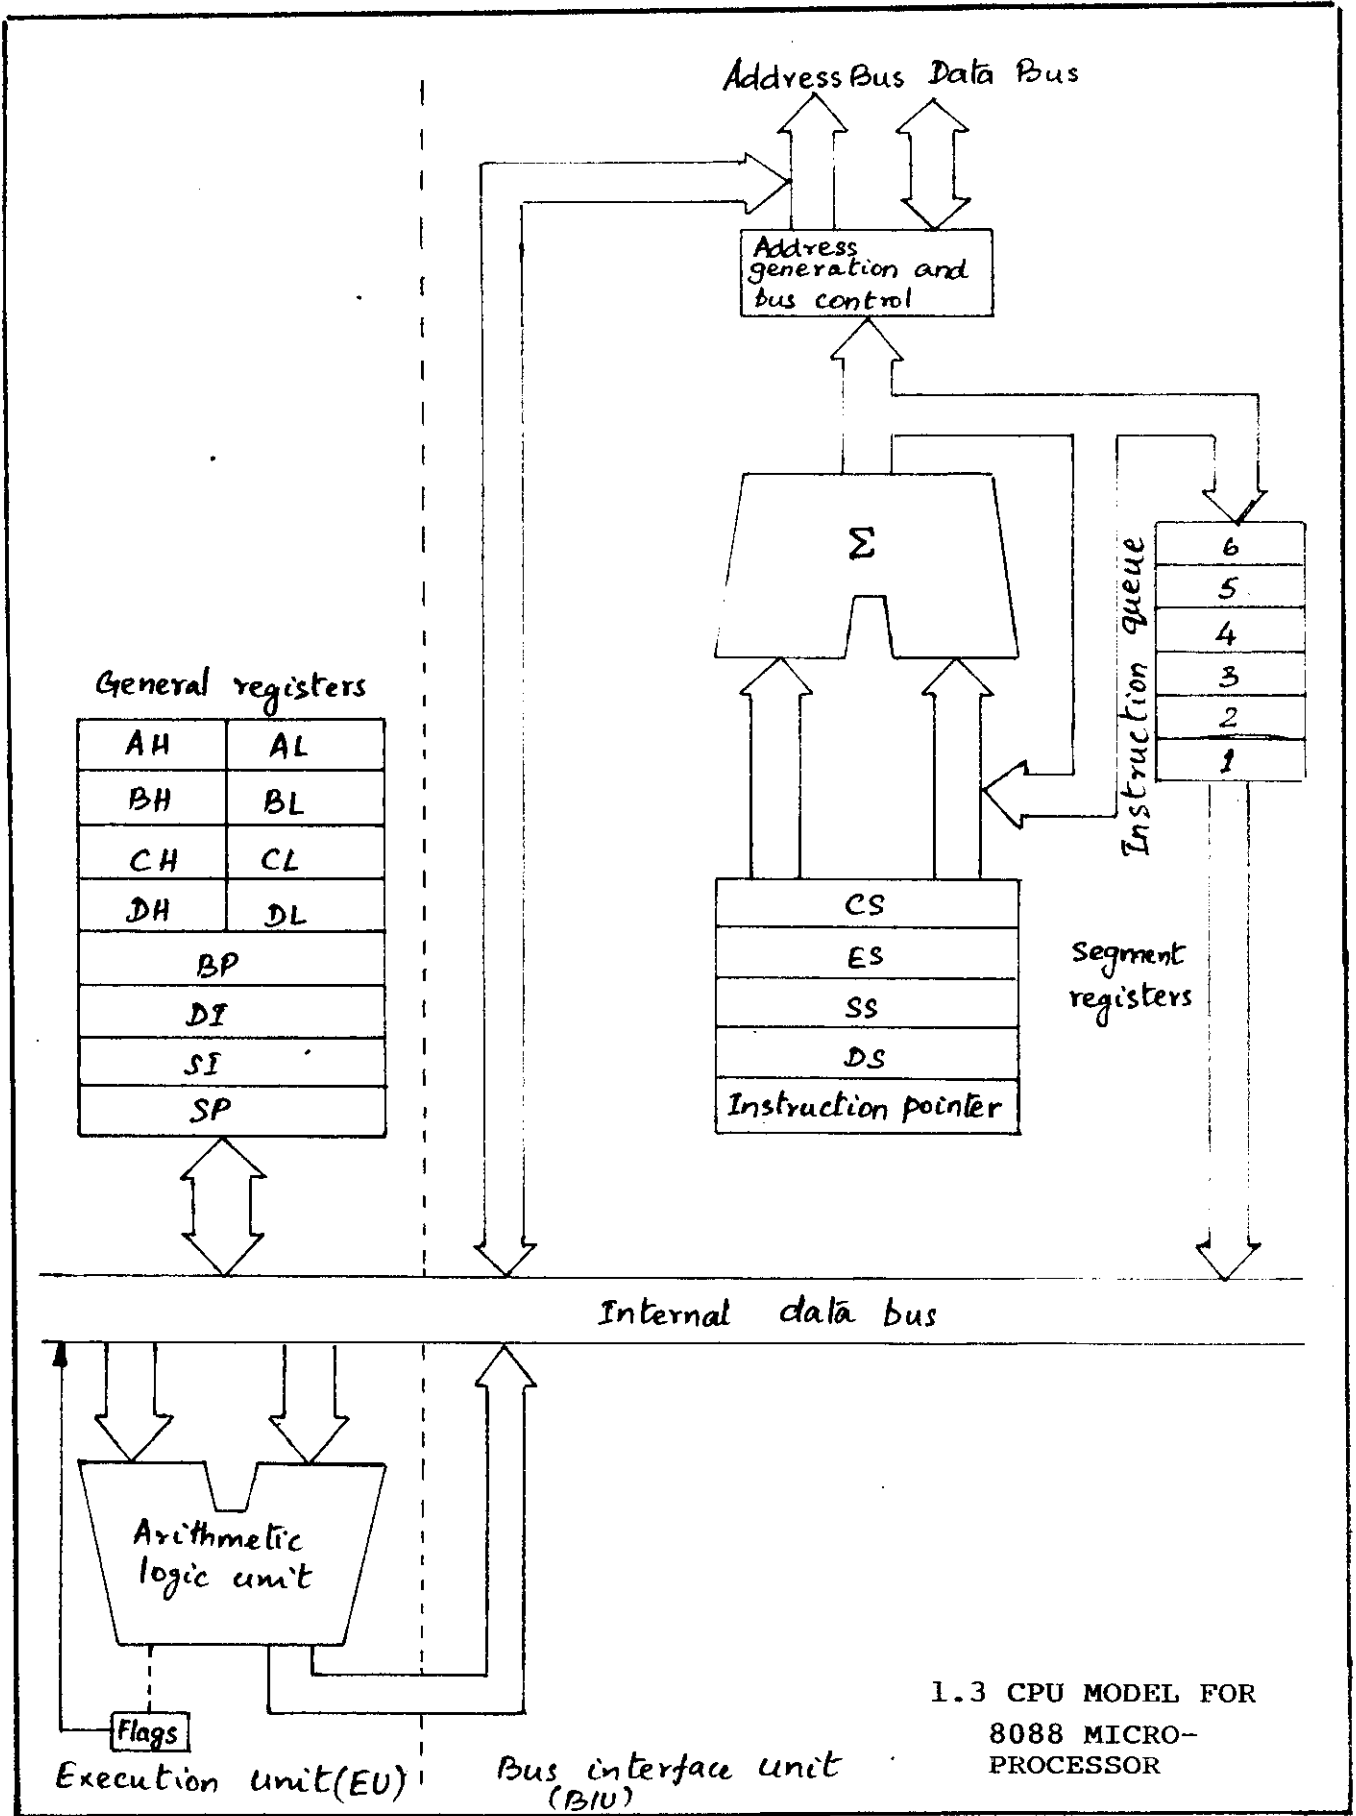 Address Bus Data Bus
Address
generation and
bus control
Σ
Instruction queue
6
5
4
3
2
1
General registers
AH AL
BH BL
CH CL
DH DL
BP
DI
SI
SP
CS
ES
SS
DS
Instruction pointer
Segment
registers
Internal data bus
Arithmetic
logic unit
Flags
Execution unit(EU)
Bus interface unit
(BIU)
1.3 CPU MODEL FOR
8088 MICRO-
PROCESSOR